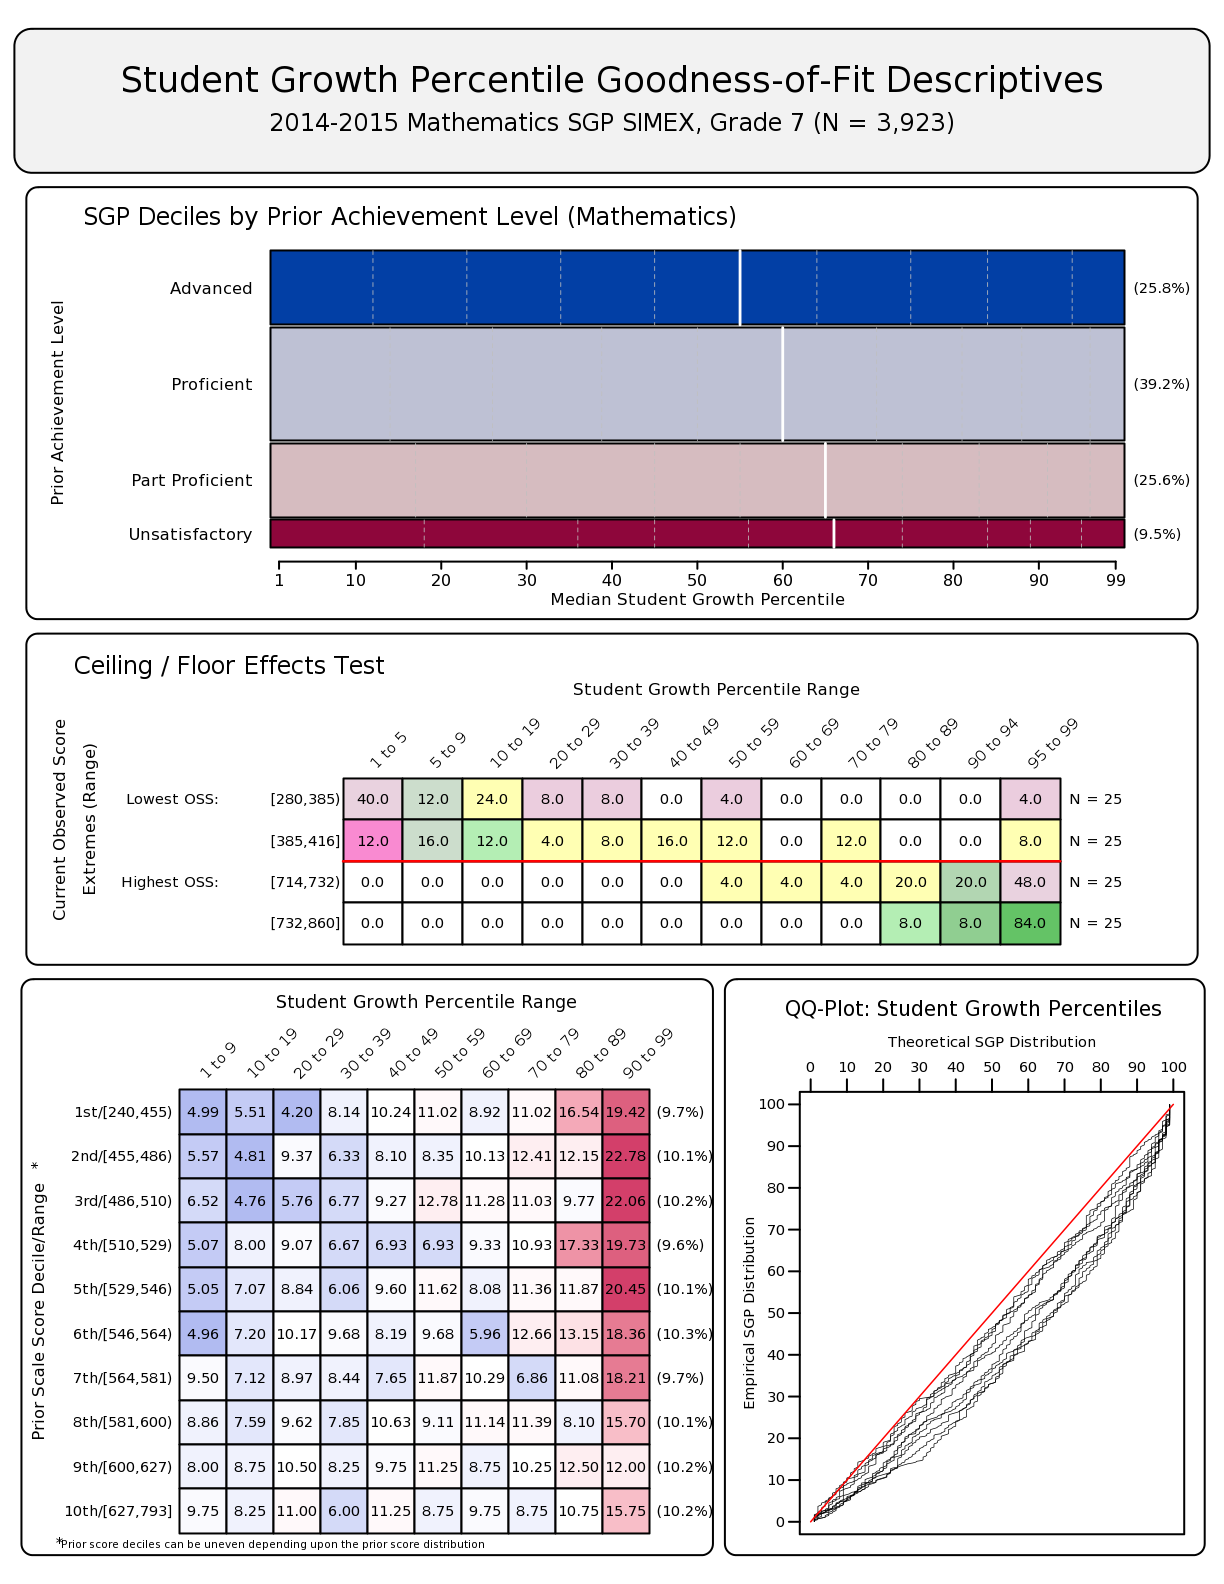 Student Growth Percentile Goodness-of-Fit Descriptives
2014-2015 Mathematics SGP SIMEX, Grade 7 (N = 3,923)
SGP Deciles by Prior Achievement Level (Mathematics)
Prior Achievement Level
Advanced (25.8%)
Proficient (39.2%)
Part Proficient (25.6%)
Unsatisfactory (9.5%)
1 10 20 30 40 50 60 70 80 90 99
Median Student Growth Percentile
Ceiling / Floor Effects Test
Student Growth Percentile Range
Current Observed Score
Extremes (Range)
1 to 5 5 to 9 10 to 19 20 to 29 30 to 39 40 to 49 50 to 59 60 to 69 70 to 79 80 to 89 90 to 94 95 to 99
Lowest OSS: [280,385) 40.0 12.0 24.0 8.0 8.0 0.0 4.0 0.0 0.0 0.0 0.0 4.0 N = 25
[385,416] 12.0 16.0 12.0 4.0 8.0 16.0 12.0 0.0 12.0 0.0 0.0 8.0 N = 25
Highest OSS: [714,732) 0.0 0.0 0.0 0.0 0.0 0.0 4.0 4.0 4.0 20.0 20.0 48.0 N = 25
[732,860] 0.0 0.0 0.0 0.0 0.0 0.0 0.0 0.0 0.0 8.0 8.0 84.0 N = 25
Student Growth Percentile Range
Prior Scale Score Decile/Range *
1 to 9 10 to 19 20 to 29 30 to 39 40 to 49 50 to 59 60 to 69 70 to 79 80 to 89 90 to 99
1st/[240,455) 4.99 5.51 4.20 8.14 10.24 11.02 8.92 11.02 16.54 19.42 (9.7%)
2nd/[455,486) 5.57 4.81 9.37 6.33 8.10 8.35 10.13 12.41 12.15 22.78 (10.1%)
3rd/[486,510) 6.52 4.76 5.76 6.77 9.27 12.78 11.28 11.03 9.77 22.06 (10.2%)
4th/[510,529) 5.07 8.00 9.07 6.67 6.93 6.93 9.33 10.93 17.33 19.73 (9.6%)
5th/[529,546) 5.05 7.07 8.84 6.06 9.60 11.62 8.08 11.36 11.87 20.45 (10.1%)
6th/[546,564) 4.96 7.20 10.17 9.68 8.19 9.68 5.96 12.66 13.15 18.36 (10.3%)
7th/[564,581) 9.50 7.12 8.97 8.44 7.65 11.87 10.29 6.86 11.08 18.21 (9.7%)
8th/[581,600) 8.86 7.59 9.62 7.85 10.63 9.11 11.14 11.39 8.10 15.70 (10.1%)
9th/[600,627) 8.00 8.75 10.50 8.25 9.75 11.25 8.75 10.25 12.50 12.00 (10.2%)
10th/[627,793] 9.75 8.25 11.00 6.00 11.25 8.75 9.75 8.75 10.75 15.75 (10.2%)
*Prior score deciles can be uneven depending upon the prior score distribution
QQ-Plot: Student Growth Percentiles
Theoretical SGP Distribution
0 10 20 30 40 50 60 70 80 90 100
Empirical SGP Distribution
100
90
80
70
60
50
40
30
20
10
0